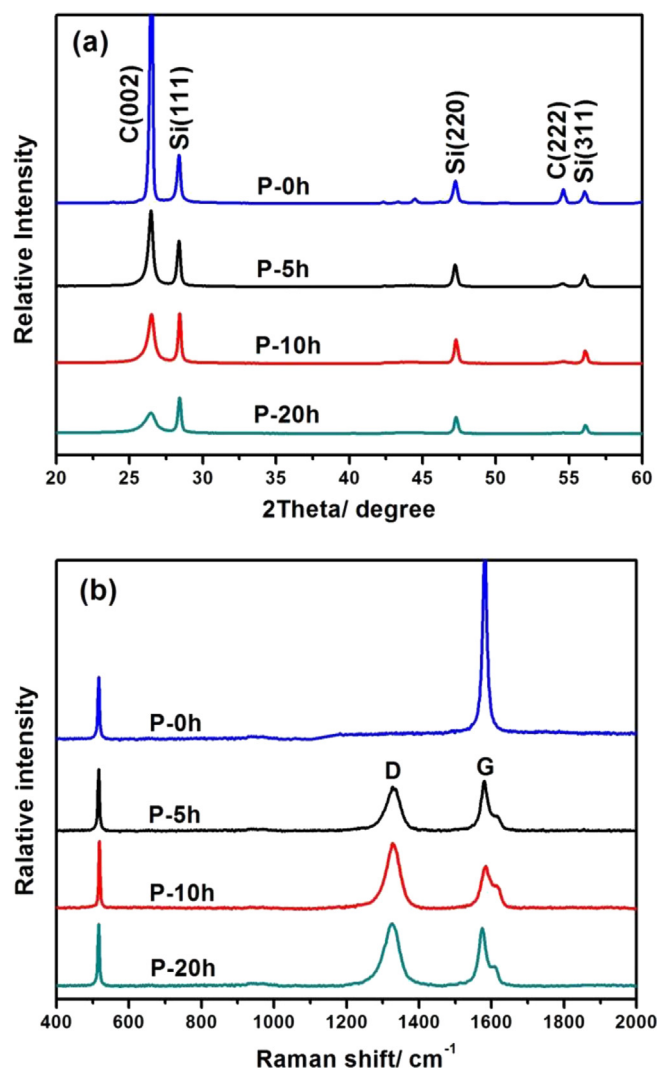 (a)
C(002)
Si(111)
Si(220)
C(222)
Si(311)
P-0h
P-5h
P-10h
P-20h
Relative Intensity
20 25 30 35 40 45 50 55 60
2Theta/ degree
(b)
P-0h
D
G
P-5h
P-10h
P-20h
Ralative intensity
400 600 800 1000 1200 1400 1600 1800 2000
Raman shift/ cm⁻¹